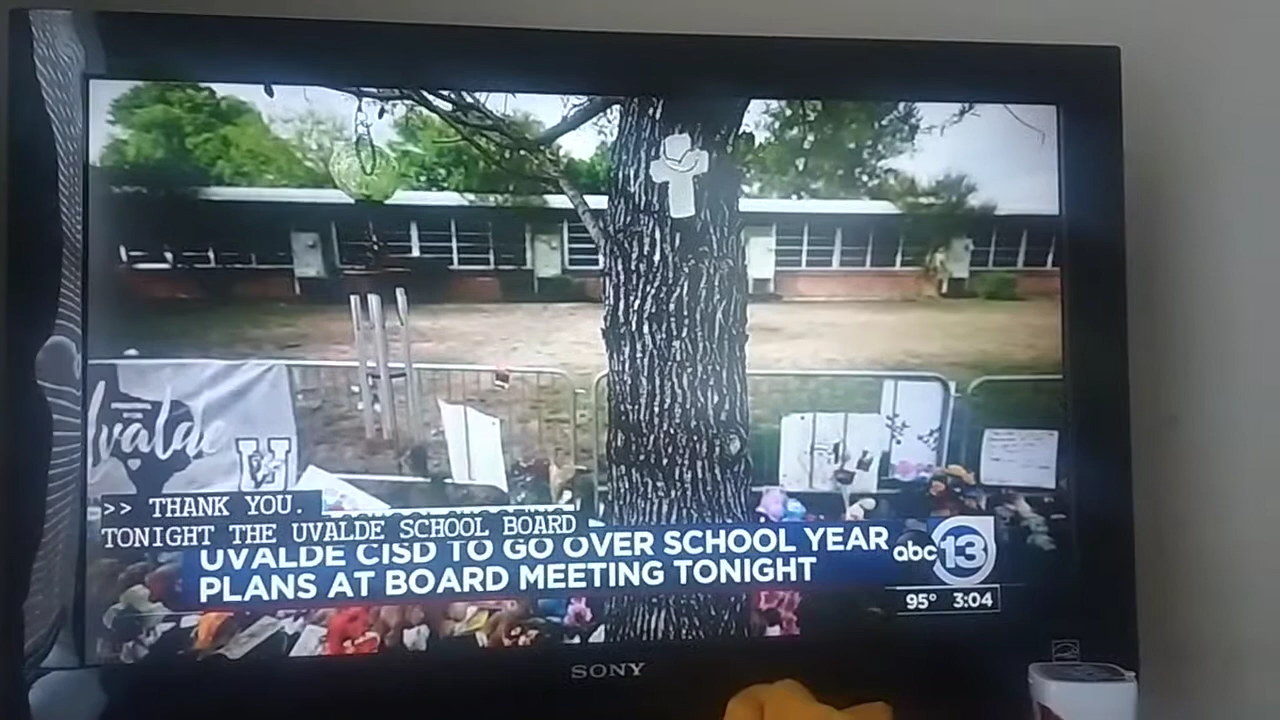 Uvalde
U
>> THANK YOU.
TONIGHT THE UVALDE SCHOOL BOARD
UVALDE CISD TO GO OVER SCHOOL YEAR
PLANS AT BOARD MEETING TONIGHT
abc 13
95° 3:04
SONY